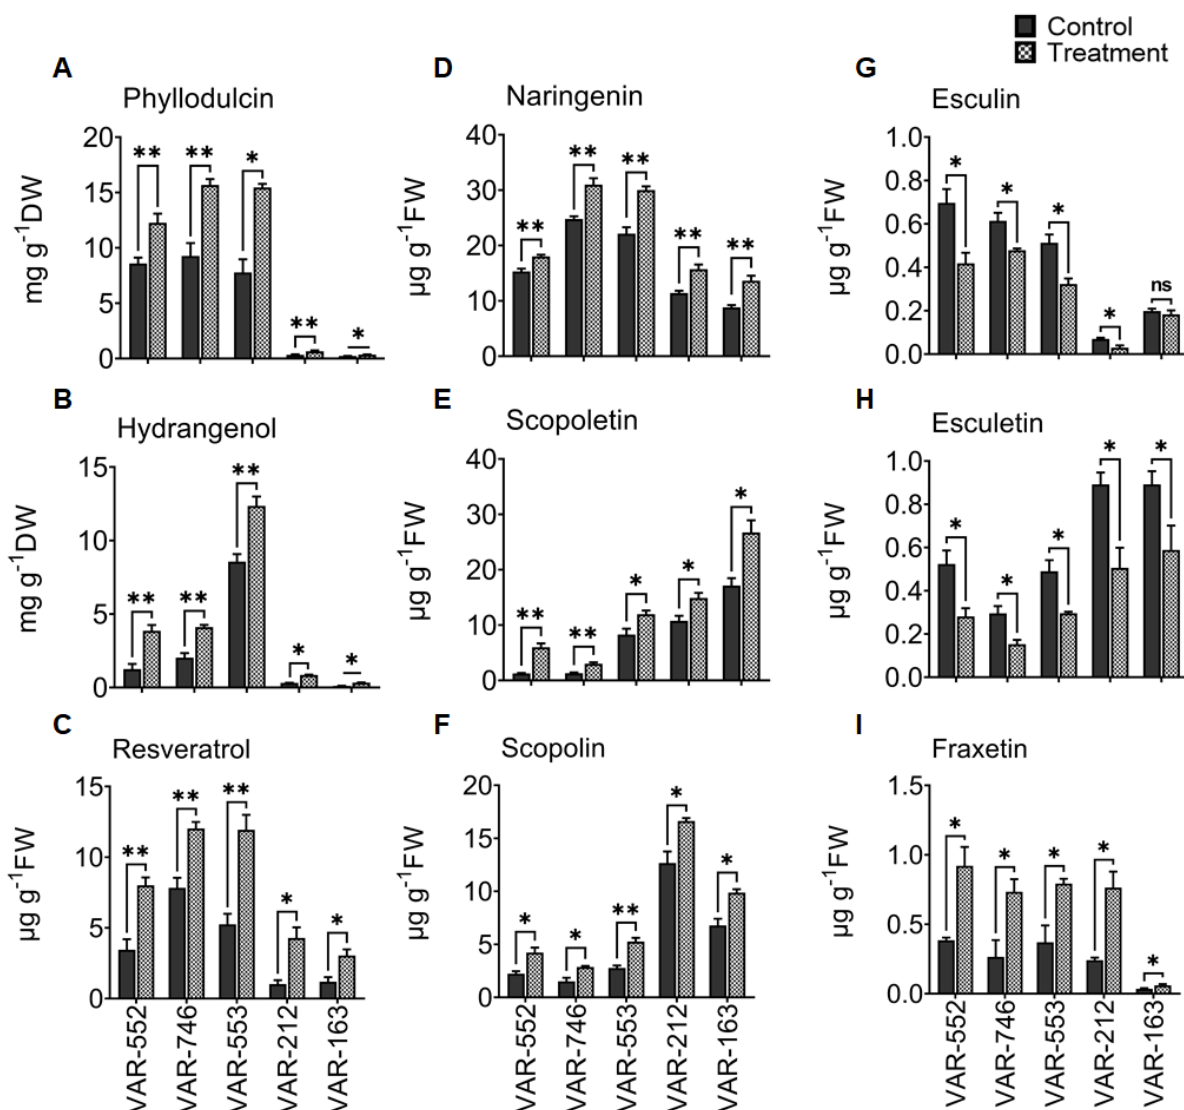 Control
Treatment
A
Phyllodulcin
mg g⁻¹DW
20
15
10
5
0
** ** * ** *
B
Hydrangenol
mg g⁻¹DW
15
10
5
0
** ** ** * *
C
Resveratrol
µg g⁻¹FW
15
10
5
0
** ** ** * *
VAR-552
VAR-746
VAR-553
VAR-212
VAR-163
D
Naringenin
µg g⁻¹FW
40
30
20
10
0
** ** ** ** **
E
Scopoletin
µg g⁻¹FW
40
30
20
10
0
** ** * * *
F
Scopolin
µg g⁻¹FW
20
15
10
5
0
* * ** * *
VAR-552
VAR-746
VAR-553
VAR-212
VAR-163
G
Esculin
µg g⁻¹FW
1.0
0.8
0.6
0.4
0.2
0.0
* * * * ns
H
Esculetin
µg g⁻¹FW
1.0
0.8
0.6
0.4
0.2
0.0
* * * * *
I
Fraxetin
µg g⁻¹FW
1.5
1.0
0.5
0.0
* * * * *
VAR-552
VAR-746
VAR-553
VAR-212
VAR-163